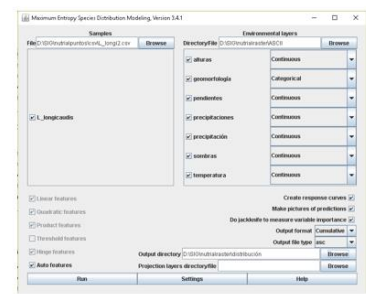 Maximum Entropy Species Distribution Modeling, Version 3.4.1
Samples
Environmental layers
File
Browse
Directory/File
Browse
L_longicaudis
alturas Continuous
geomorfologia Categorical
pendientes Continuous
precipitaciones Continuous
precipitación Continuous
sombras Continuous
temperatura Continuous
Linear features
Quadratic features
Product features
Threshold features
Hinge features
Auto features
Create response curves
Make pictures of predictions
Do jackknife to measure variable importance
Output format Cumulative
Output file type asc
Output directory Browse
Projection layers directory/file Browse
Run Settings Help